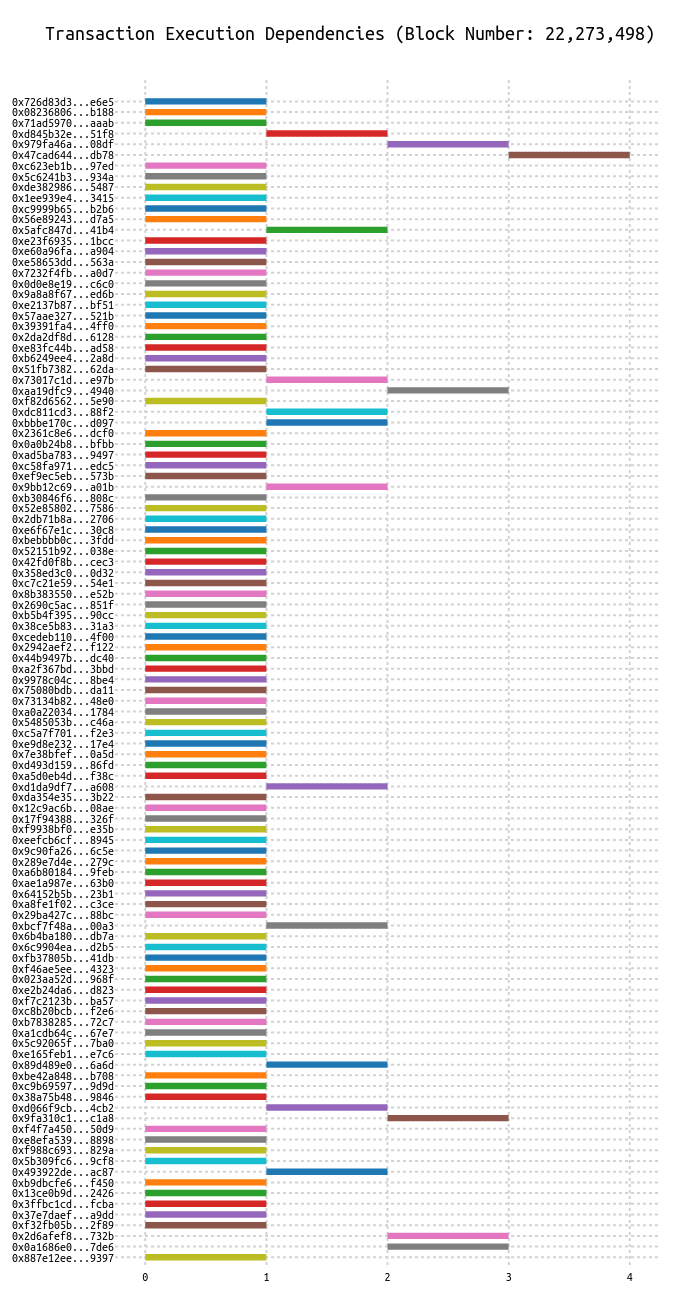 Transaction Execution Dependencies (Block Number: 22,273,498)
0x726d83d3...e6e5
0x08236806...b188
0x71ad5970...aaab
0xd845b32e...51f8
0x979fa46a...08df
0x47cad644...db78
0xc623eb1b...97ed
0x5c6241b3...934a
0xde382986...5487
0x1ee939e4...3415
0xc9999b65...b2b6
0x56e89243...d7a5
0x5afc847d...41b4
0xe23f6935...1bcc
0xe60a96fa...a904
0xe58653dd...563a
0x7232f4fb...a0d7
0x0d0e8e19...c6c0
0x9a8a8f67...ed6b
0xe2137b87...bf51
0x57aae327...521b
0x39391fa4...4ff0
0x2da2df8d...6128
0xe83fc44b...ad58
0xb6249ee4...2a8d
0x51fb7382...62da
0x73017c1d...e97b
0xaa19dfc9...4940
0xf82d6562...5e90
0xdc811cd3...88f2
0xbbbe170c...d097
0x2361c8e6...dcf0
0x0a0b24b8...bfbb
0xad5ba783...9497
0xc58fa971...edc5
0xef9ec5eb...573b
0x9bb12c69...a01b
0xb30846f6...808c
0x52e85802...7586
0x2db71b8a...2706
0xe6f67e1c...30c8
0xbebbbb0c...3fdd
0x52151b92...038e
0x42fd0f8b...cec3
0x358ed3c0...0d32
0xc7c21e59...54e1
0x8b383550...e52b
0x2690c5ac...851f
0xb5b4f395...90cc
0x38ce5b83...31a3
0xcedeb110...4f00
0x2942aef2...f122
0x44b9497b...dc40
0xa2f367bd...3bbd
0x9978c04c...8be4
0x75080bdb...da11
0x73134b82...48e0
0xa0a22034...1784
0x5485053b...c46a
0xc5a7f701...f2e3
0xe9d8e232...17e4
0x7e38bfef...0a5d
0xd493d159...86fd
0xa5d0eb4d...f38c
0xd1da9df7...a608
0xda354e35...3b22
0x12c9ac6b...08ae
0x17f94388...326f
0xf9938bf0...e35b
0xeefcb6cf...8945
0x9c90fa26...6c5e
0x289e7d4e...279c
0xa6b80184...9feb
0xae1a987e...63b0
0x64152b5b...23b1
0xa8fe1f02...c3ce
0x29ba427c...88bc
0xbcf7f48a...00a3
0x6b4ba180...db7a
0x6c9904ea...d2b5
0xfb37805b...41db
0xf46ae5ee...4323
0x023aa52d...968f
0xe2b24da6...d823
0xf7c2123b...ba57
0xc8b20bcb...f2e6
0xb7838285...72c7
0xa1cdb64c...67e7
0x5c92065f...7ba0
0xe165feb1...e7c6
0x89d489e0...6a6d
0xbe42a848...b708
0xc9b69597...9d9d
0x38a75b48...9846
0xd066f9cb...4cb2
0x9fa310c1...c1a8
0xf4f7a450...50d9
0xe8efa539...8898
0xf988c693...829a
0x5b309fc6...9cf8
0x493922de...ac87
0xb9dbcfe6...f450
0x13ce0b9d...2426
0x3ffbc1cd...fcba
0x37e7daef...a9dd
0xf32fb05b...2f89
0x2d6afef8...732b
0x0a1686e0...7de6
0x887e12ee...9397
0 1 2 3 4